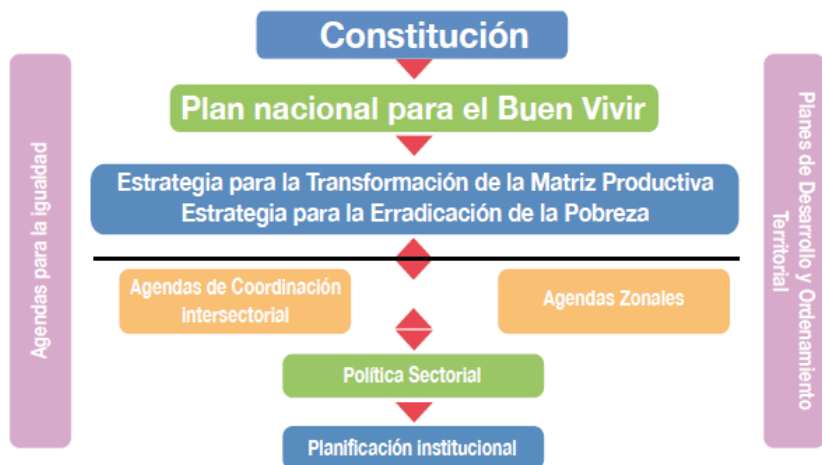 Constitución
Plan nacional para el Buen Vivir
Estrategia para la Transformación de la Matriz Productiva
Estrategia para la Erradicación de la Pobreza
Agendas de Coordinación
intersectorial
Agendas Zonales
Política Sectorial
Planificación institucional
Agendas para la igualdad
Planes de Desarrollo y Ordenamiento
Territorial